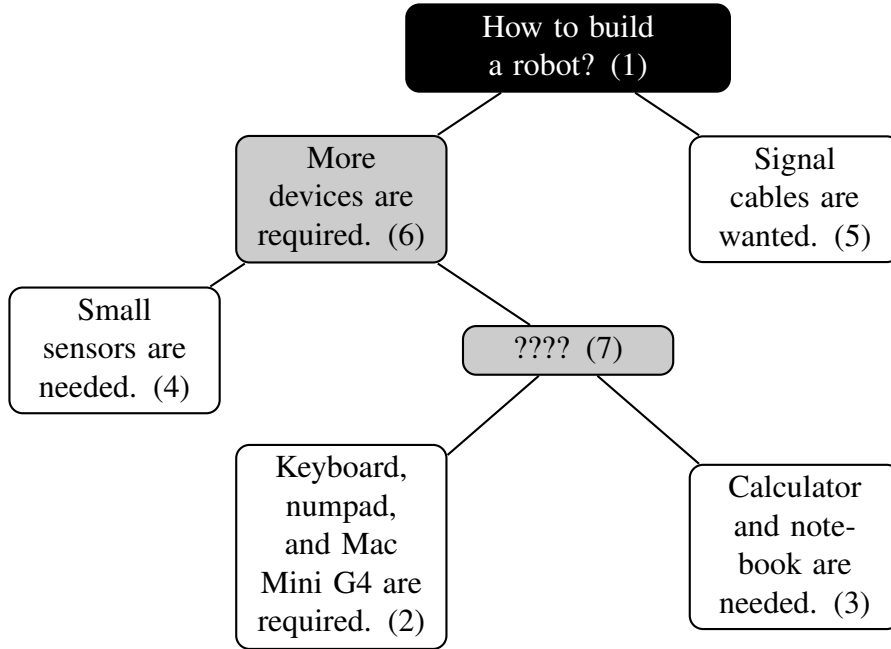 How to build
a robot? (1)
More
devices are
required. (6)
Signal
cables are
wanted. (5)
Small
sensors are
needed. (4)
???? (7)
Keyboard,
numpad,
and Mac
Mini G4 are
required. (2)
Calculator
and note-
book are
needed. (3)